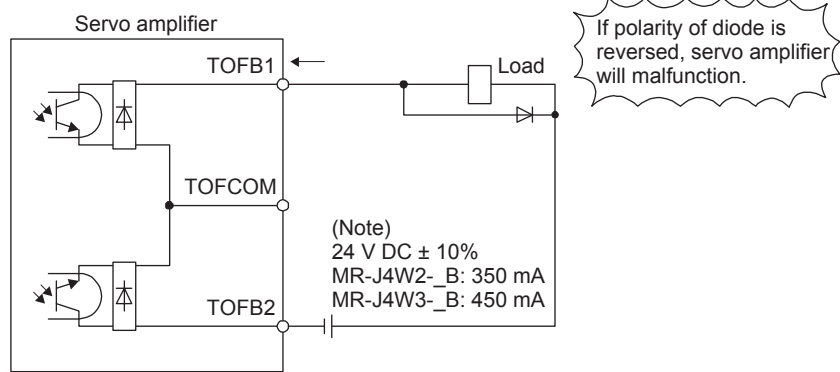 Servo amplifier
If polarity of diode is
reversed, servo amplifier
will malfunction.
TOFB1
Load
TOFCOM
(Note)
24 V DC ± 10%
MR-J4W2-_B: 350 mA
MR-J4W3-_B: 450 mA
TOFB2